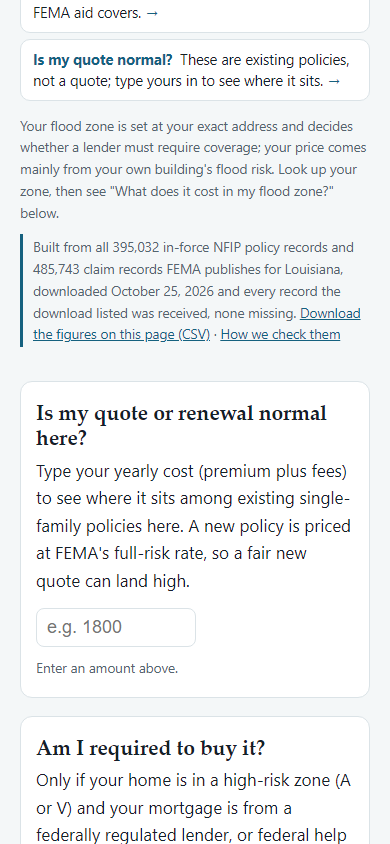 FEMA aid covers. →
Is my quote normal? These are existing policies,
not a quote; type yours in to see where it sits. →
Your flood zone is set at your exact address and decides
whether a lender must require coverage; your price comes
mainly from your own building's flood risk. Look up your
zone, then see "What does it cost in my flood zone?"
below.
Built from all 395,032 in-force NFIP policy records and
485,743 claim records FEMA publishes for Louisiana,
downloaded October 25, 2026 and every record the
download listed was received, none missing. Download
the figures on this page (CSV) · How we check them
Is my quote or renewal normal
here?
Type your yearly cost (premium plus fees)
to see where it sits among existing single-
family policies here. A new policy is priced
at FEMA's full-risk rate, so a fair new
quote can land high.
e.g. 1800
Enter an amount above.
Am I required to buy it?
Only if your home is in a high-risk zone (A
or V) and your mortgage is from a
federally regulated lender, or federal help